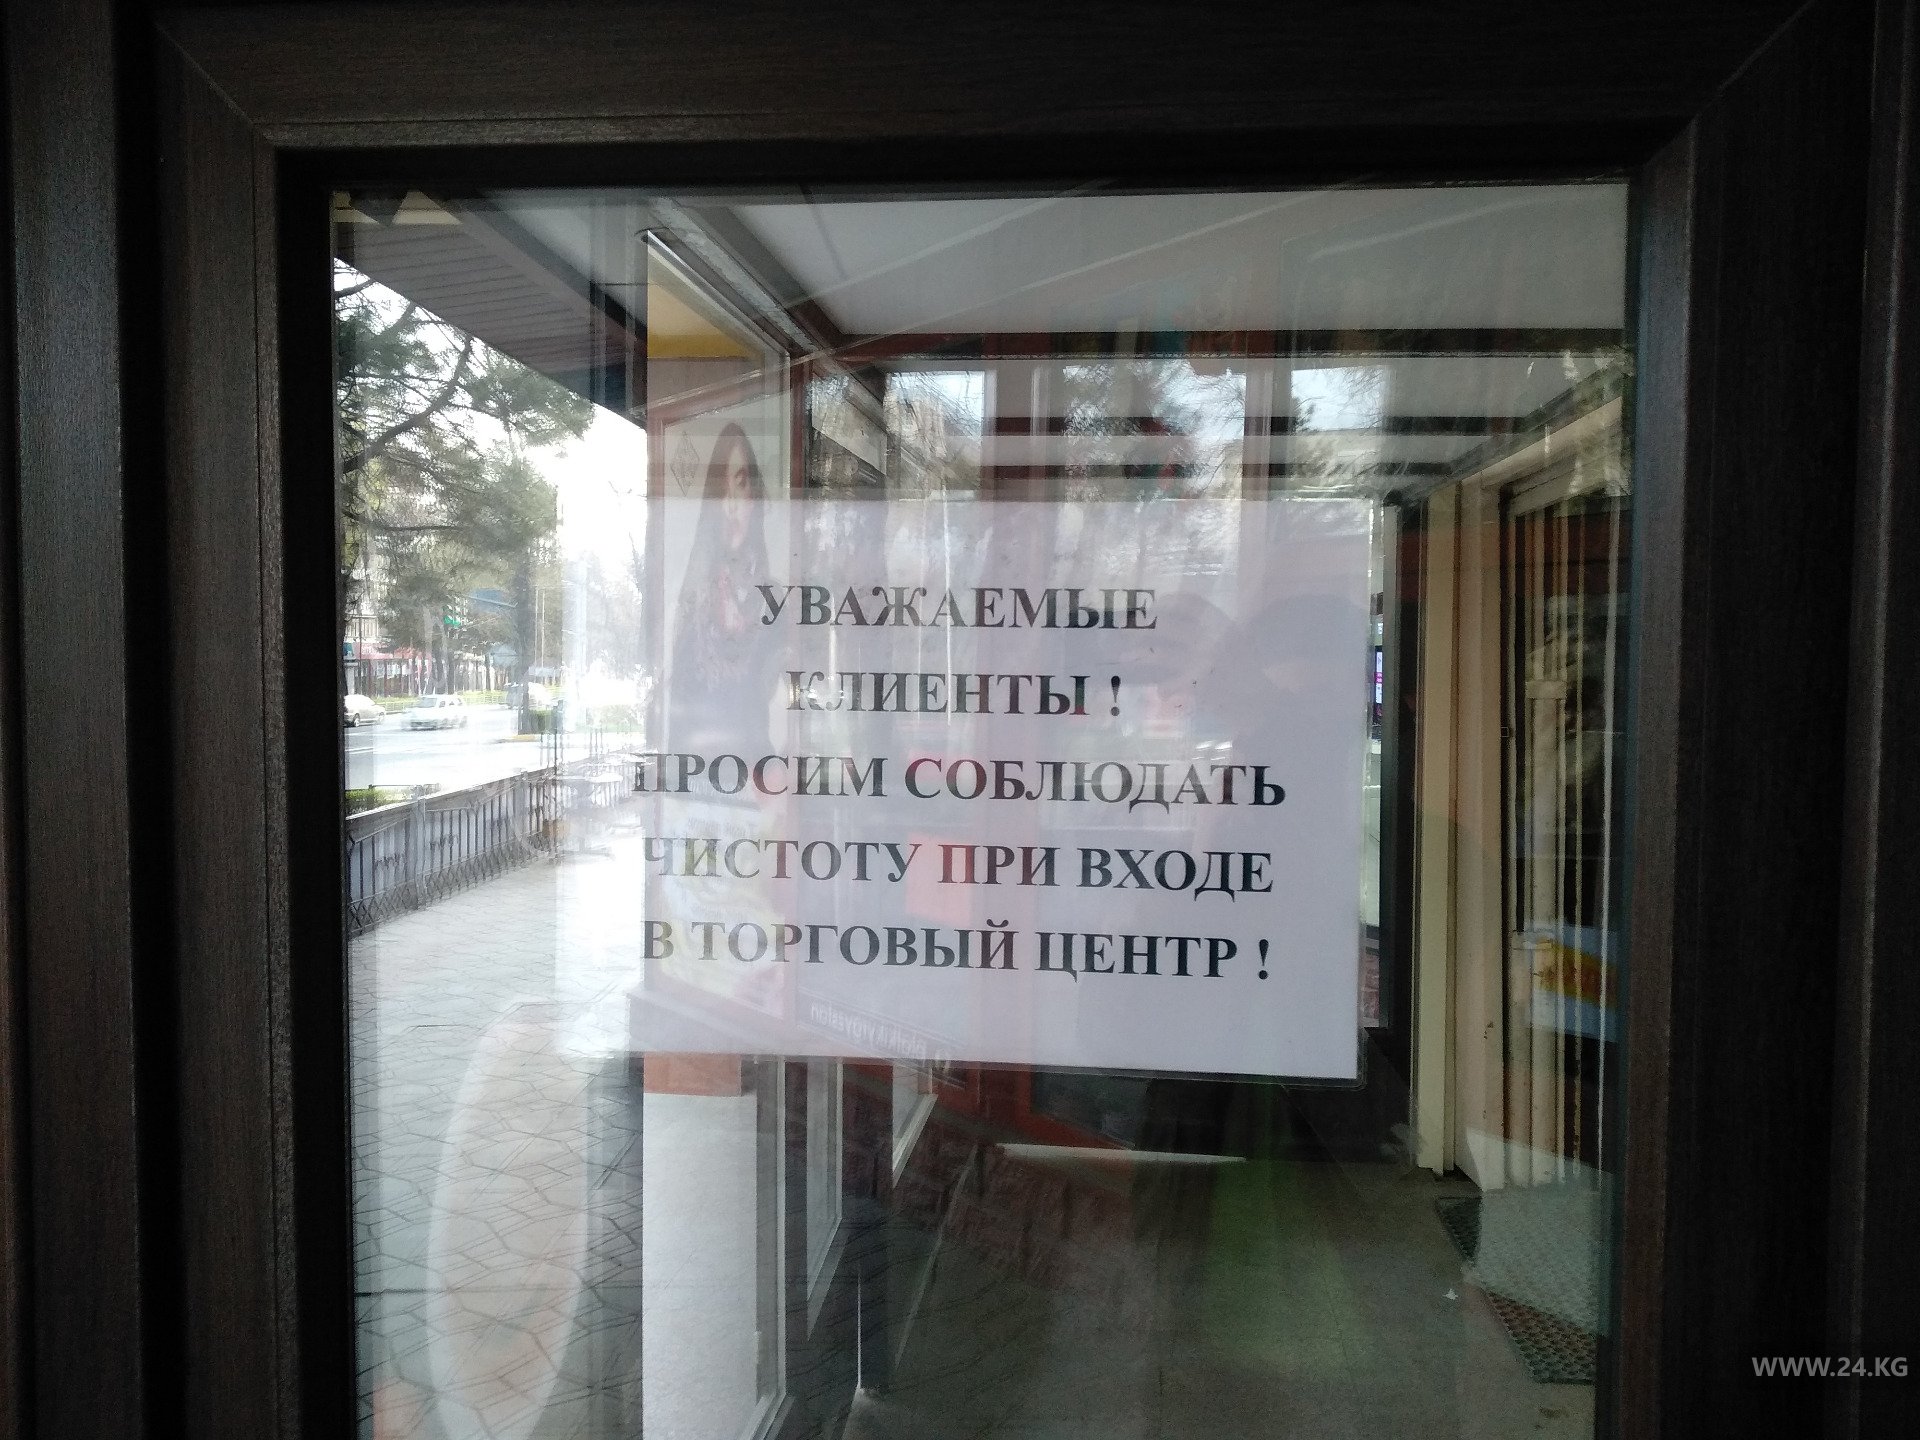 УВАЖАЕМЫЕ
КЛИЕНТЫ !
ПРОСИМ СОБЛЮДАТЬ
ЧИСТОТУ ПРИ ВХОДЕ
В ТОРГОВЫЙ ЦЕНТР !
WWW.24.KG